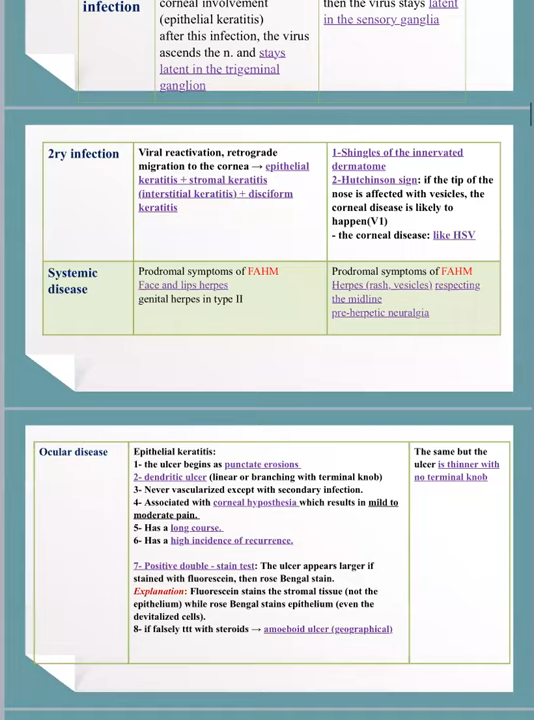 infection
corneal involvement
(epithelial keratitis)
after this infection, the virus
ascends the n. and stays
latent in the trigeminal
ganglion
then the virus stays latent
in the sensory ganglia
2ry infection
Viral reactivation, retrograde
migration to the cornea → epithelial
keratitis + stromal keratitis
(interstitial keratitis) + disciform
keratitis
1-Shingles of the innervated
dermatome
2-Hutchinson sign: if the tip of the
nose is affected with vesicles, the
corneal disease is likely to
happen(V1)
- the corneal disease: like HSV
Systemic
disease
Prodromal symptoms of FAHM
Face and lips herpes
genital herpes in type II
Prodromal symptoms of FAHM
Herpes (rash, vesicles) respecting
the midline
pre-herpetic neuralgia
Ocular disease
Epithelial keratitis:
1- the ulcer begins as punctate erosions
2- dendritic ulcer (linear or branching with terminal knob)
3- Never vascularized except with secondary infection.
4- Associated with corneal hyposthesia which results in mild to
moderate pain.
5- Has a long course.
6- Has a high incidence of recurrence.
7- Positive double - stain test: The ulcer appears larger if
stained with fluorescein, then rose Bengal stain.
Explanation: Fluorescein stains the stromal tissue (not the
epithelium) while rose Bengal stains epithelium (even the
devitalized cells).
8- if falsely ttt with steroids → amoeboid ulcer (geographical)
The same but the
ulcer is thinner with
no terminal knob